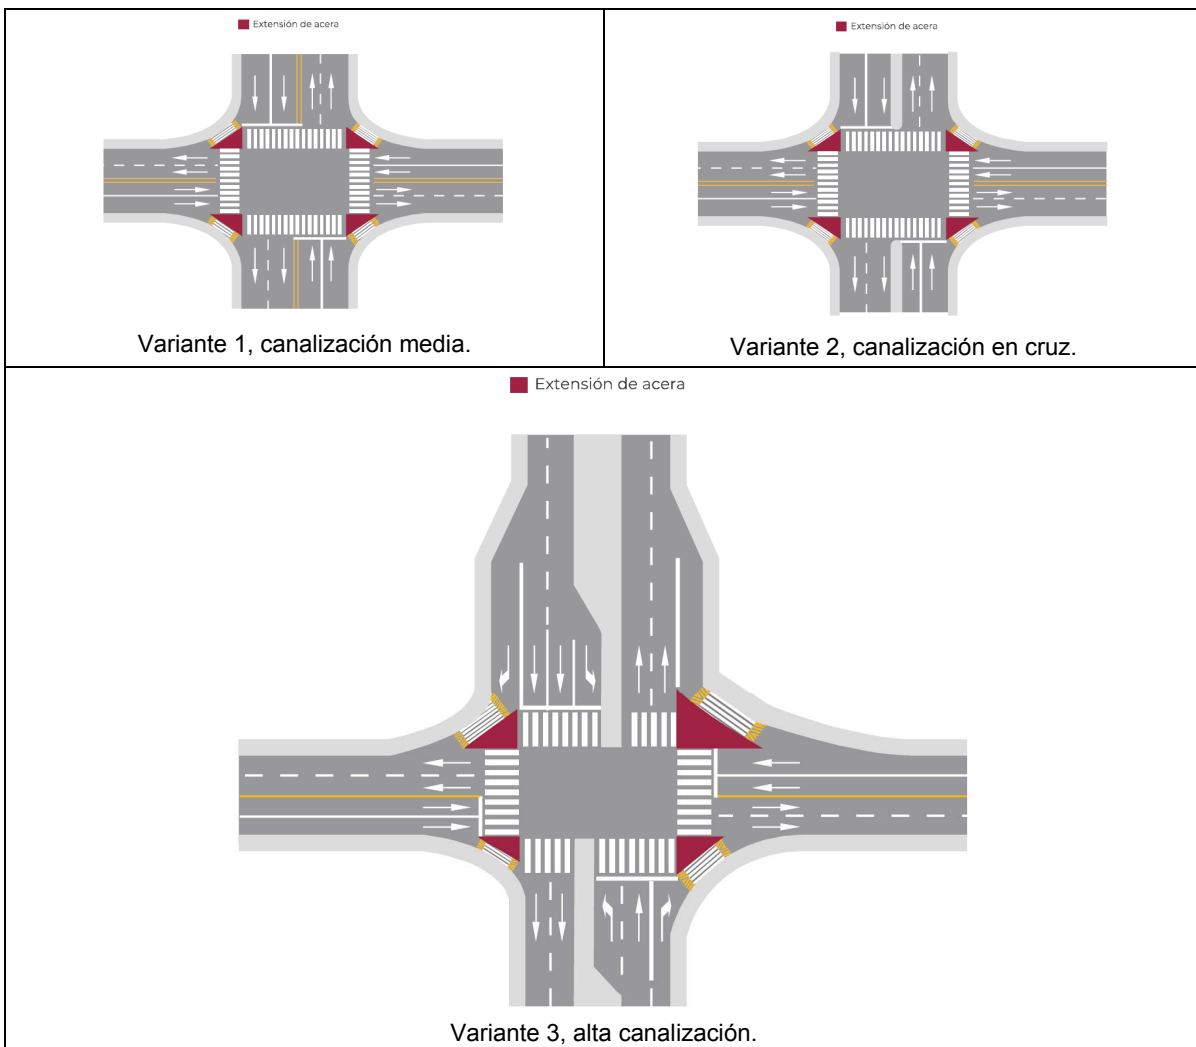 Extensión de acera
Variante 1, canalización media.
Extensión de acera
Variante 2, canalización en cruz.
Extensión de acera
Variante 3, alta canalización.